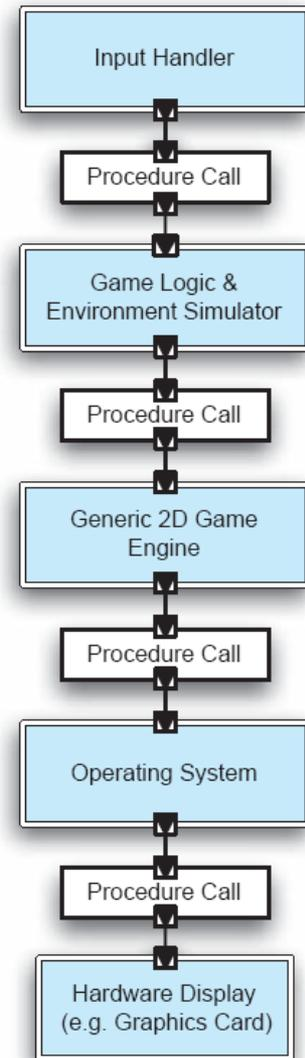 Input Handler
Procedure Call
Game Logic &
Environment Simulator
Procedure Call
Generic 2D Game
Engine
Procedure Call
Operating System
Procedure Call
Hardware Display
(e.g. Graphics Card)